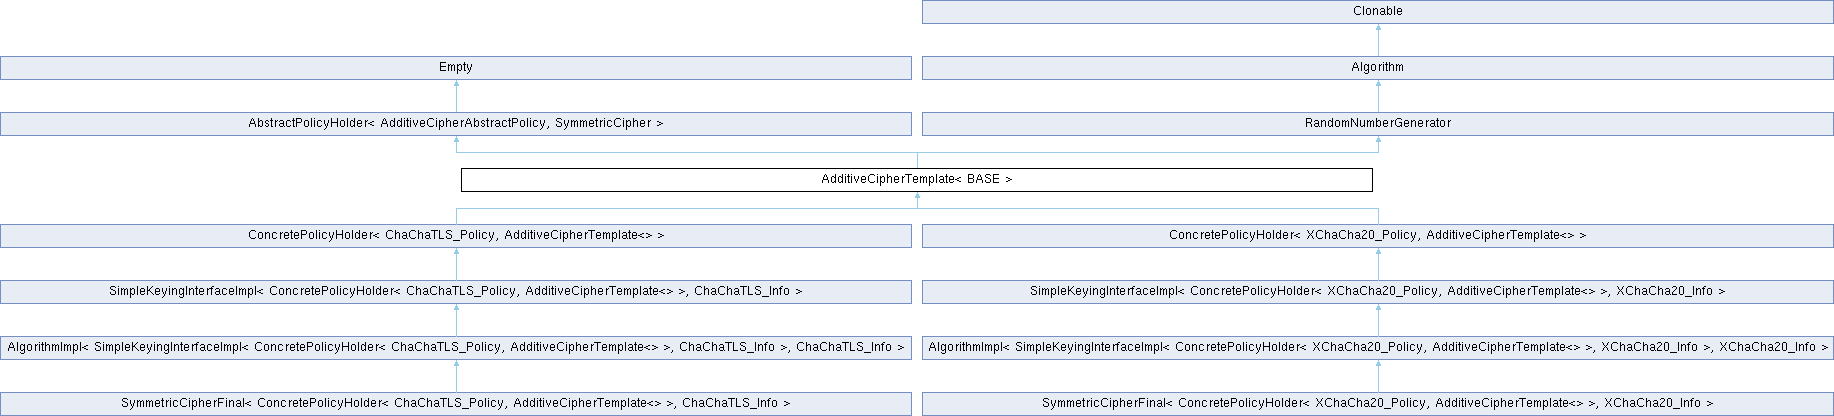 Clonable
Empty
Algorithm
AbstractPolicyHolder< AdditiveCipherAbstractPolicy, SymmetricCipher >
RandomNumberGenerator
AdditiveCipherTemplate< BASE >
ConcretePolicyHolder< ChaChaTLS_Policy, AdditiveCipherTemplate<> >
ConcretePolicyHolder< XChaCha20_Policy, AdditiveCipherTemplate<> >
SimpleKeyingInterfaceImpl< ConcretePolicyHolder< ChaChaTLS_Policy, AdditiveCipherTemplate<> >, ChaChaTLS_Info >
SimpleKeyingInterfaceImpl< ConcretePolicyHolder< XChaCha20_Policy, AdditiveCipherTemplate<> >, XChaCha20_Info >
AlgorithmImpl< SimpleKeyingInterfaceImpl< ConcretePolicyHolder< ChaChaTLS_Policy, AdditiveCipherTemplate<> >, ChaChaTLS_Info >, ChaChaTLS_Info >
AlgorithmImpl< SimpleKeyingInterfaceImpl< ConcretePolicyHolder< XChaCha20_Policy, AdditiveCipherTemplate<> >, XChaCha20_Info >, XChaCha20_Info >
SymmetricCipherFinal< ConcretePolicyHolder< ChaChaTLS_Policy, AdditiveCipherTemplate<> >, ChaChaTLS_Info >
SymmetricCipherFinal< ConcretePolicyHolder< XChaCha20_Policy, AdditiveCipherTemplate<> >, XChaCha20_Info >